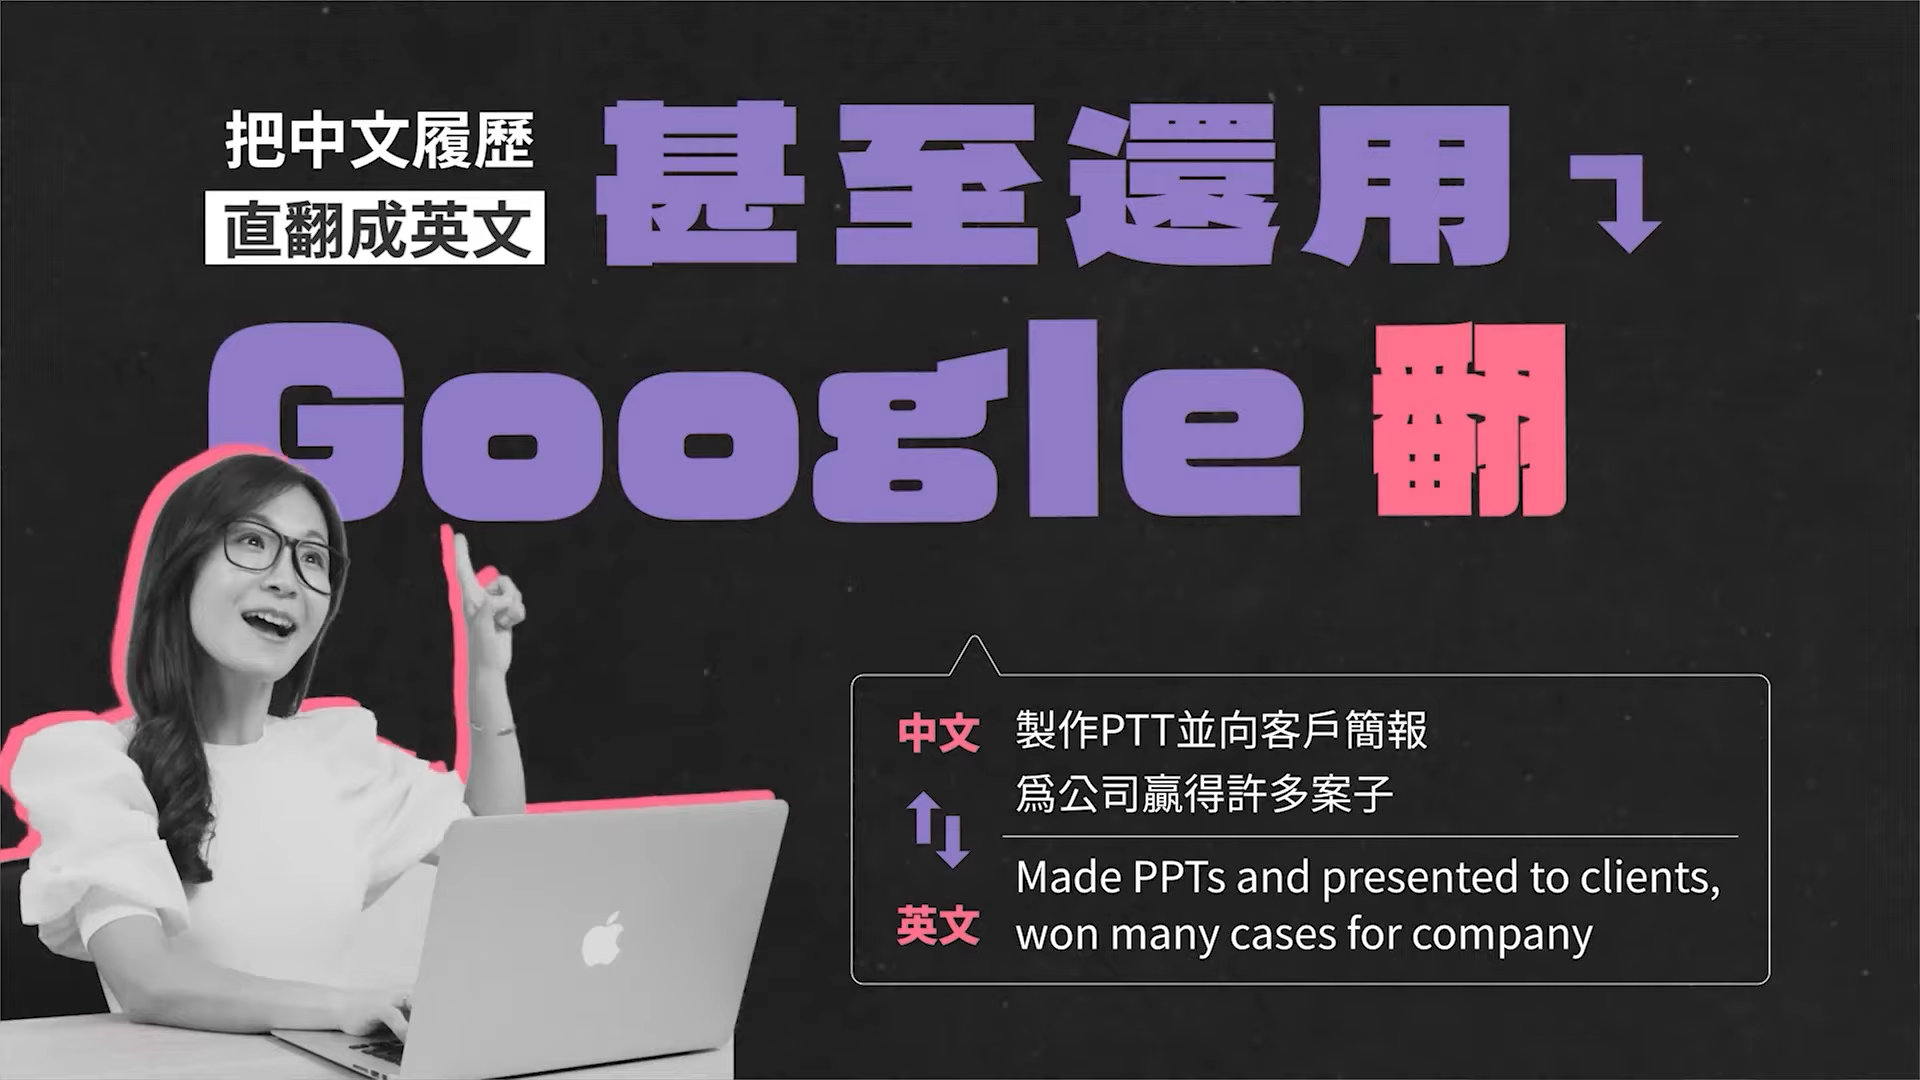 把中文履歷
直翻成英文
甚至還用
Google 翻
中文
製作PTT並向客戶簡報
爲公司贏得許多案子
英文
Made PPTs and presented to clients,
won many cases for company